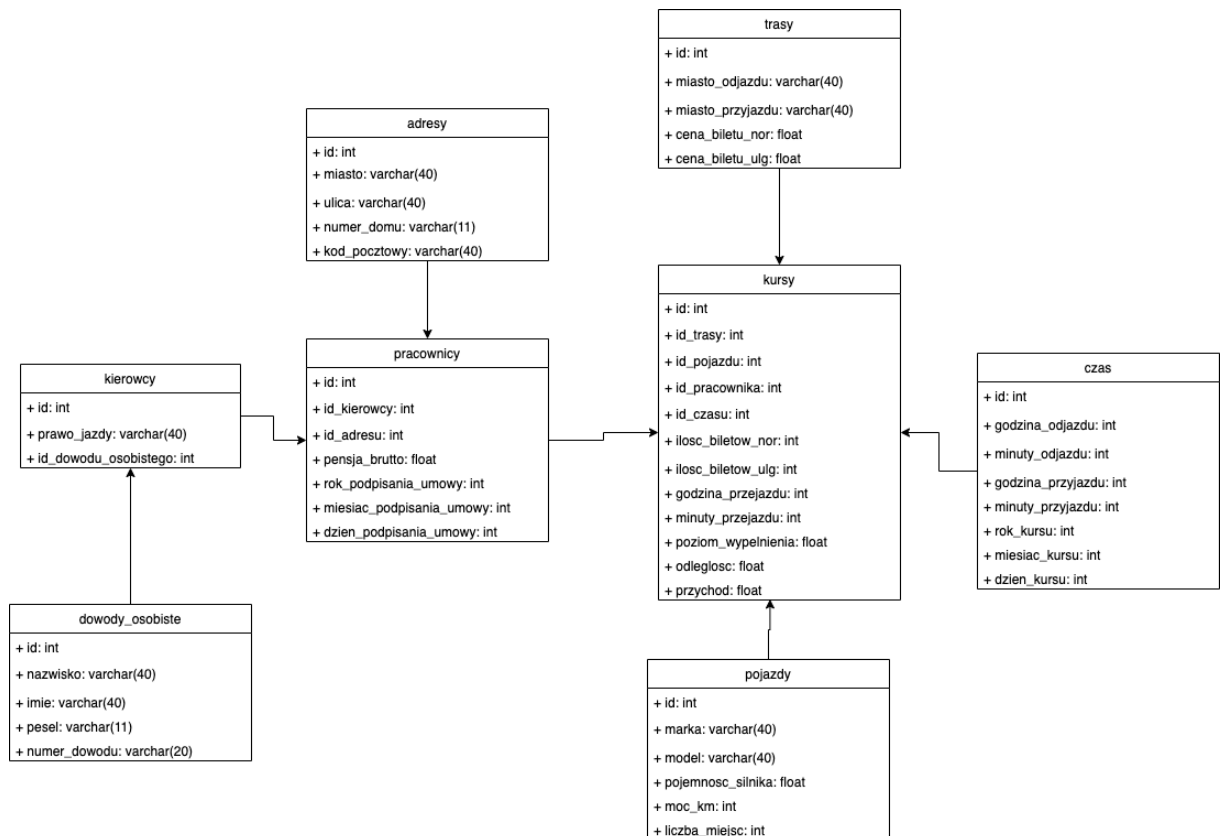 trasy
+ id: int
+ miasto_odjazdu: varchar(40)
+ miasto_przyjazdu: varchar(40)
+ cena_biletu_nor: float
+ cena_biletu_ulg: float
adresy
+ id: int
+ miasto: varchar(40)
+ ulica: varchar(40)
+ numer_domu: varchar(11)
+ kod_pocztowy: varchar(40)
kursy
+ id: int
+ id_trasy: int
+ id_pojazdu: int
+ id_pracownika: int
+ id_czasu: int
+ ilosc_biletow_nor: int
+ ilosc_biletow_ulg: int
+ godzina_przejazdu: int
+ minuty_przejazdu: int
+ poziom_wypelnienia: float
+ odleglosc: float
+ przychod: float
pracownicy
+ id: int
+ id_kierowcy: int
+ id_adresu: int
+ pensja_brutto: float
+ rok_podpisania_umowy: int
+ miesiac_podpisania_umowy: int
+ dzien_podpisania_umowy: int
kierowcy
+ id: int
+ prawo_jazdy: varchar(40)
+ id_dowodu_osobistego: int
czas
+ id: int
+ godzina_odjazdu: int
+ minuty_odjazdu: int
+ godzina_przyjazdu: int
+ minuty_przyjazdu: int
+ rok_kursu: int
+ miesiac_kursu: int
+ dzien_kursu: int
dowody_osobiste
+ id: int
+ nazwisko: varchar(40)
+ imie: varchar(40)
+ pesel: varchar(11)
+ numer_dowodu: varchar(20)
pojazdy
+ id: int
+ marka: varchar(40)
+ model: varchar(40)
+ pojemnosc_silnika: float
+ moc_km: int
+ liczba_miejsc: int